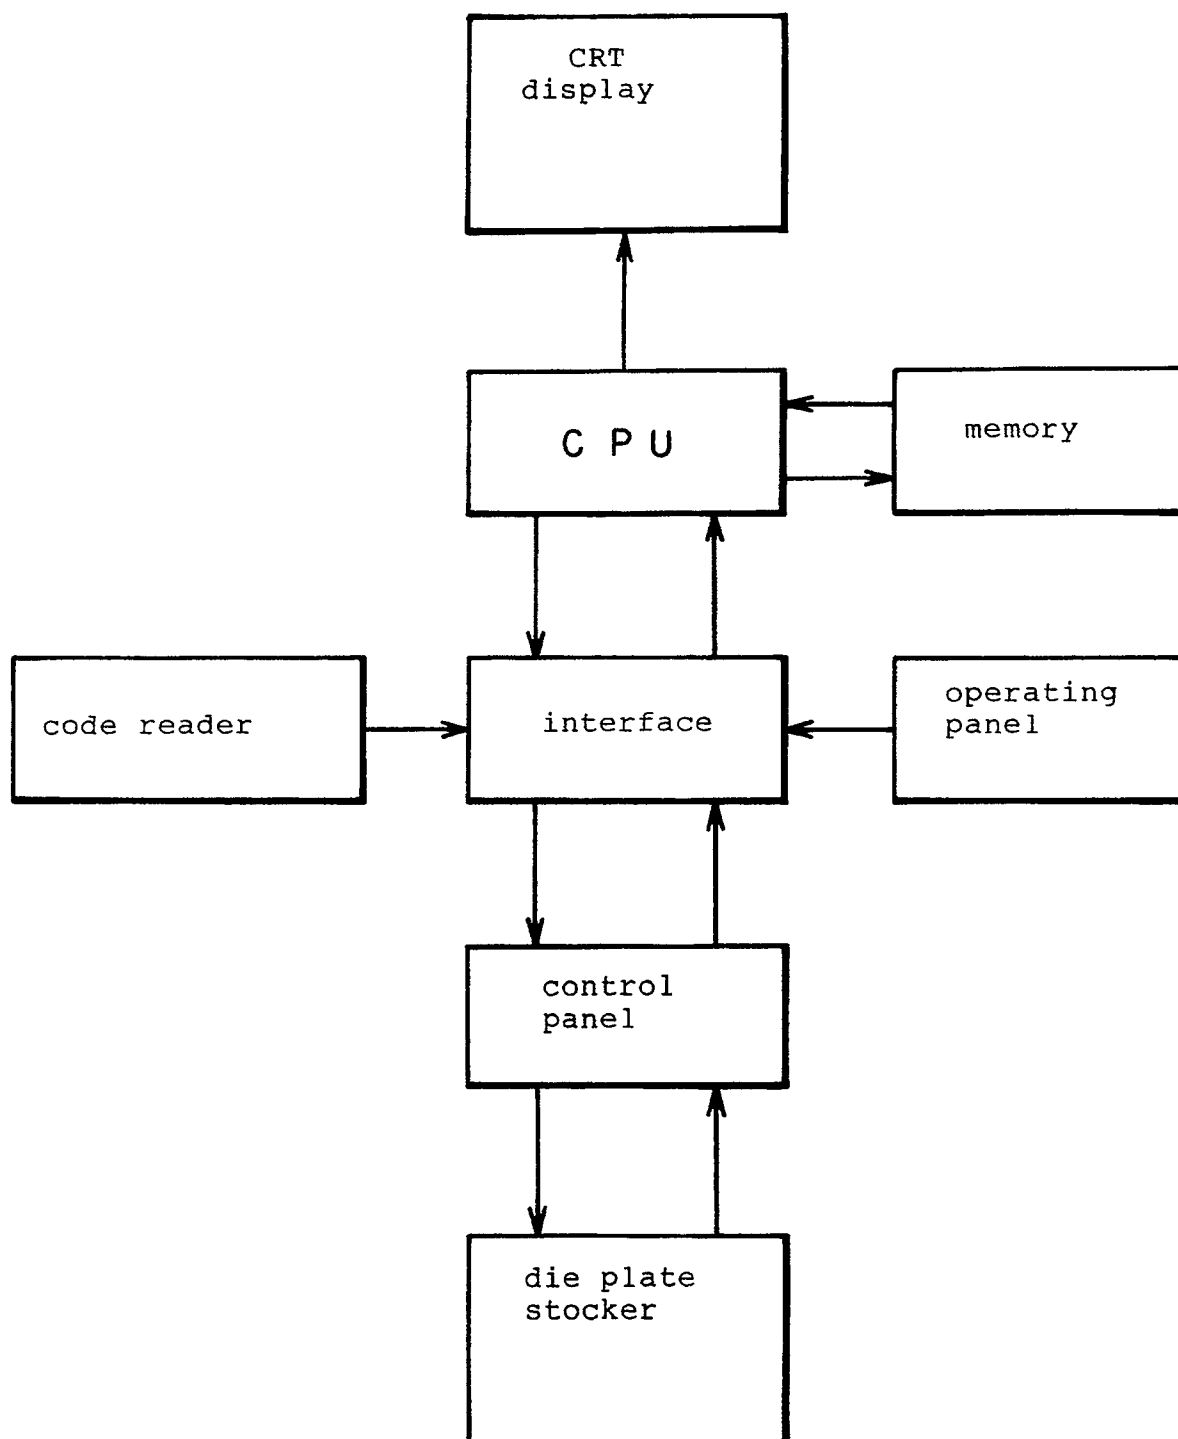 CRT
display
C P U
memory
code reader
interface
operating
panel
control
panel
die plate
stocker